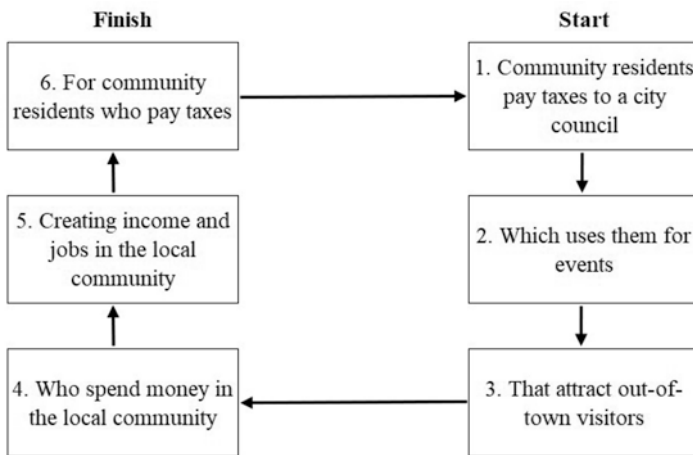 Finish
Start
6. For community
residents who pay taxes
1. Community residents
pay taxes to a city
council
5. Creating income and
jobs in the local
community
2. Which uses them for
events
4. Who spend money in
the local community
3. That attract out-of-
town visitors